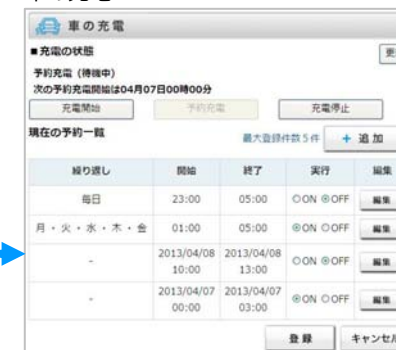 車の充電
■充電の状態
更
予約充電（待機中）
次の予約充電開始は04月07日00時00分
充電開始 予約充電 充電停止
現在の予約一覧 最大登録件数5件 + 追加
繰り返し 開始 終了 実行 編集
毎日 23:00 05:00 ○ON ◉OFF 編集
月・火・水・木・金 01:00 05:00 ◉ON ○OFF 編集
- 2013/04/08 10:00 2013/04/08 13:00 ○ON ◉OFF 編集
- 2013/04/07 00:00 2013/04/07 03:00 ◉ON ○OFF 編集
登録 キャンセル